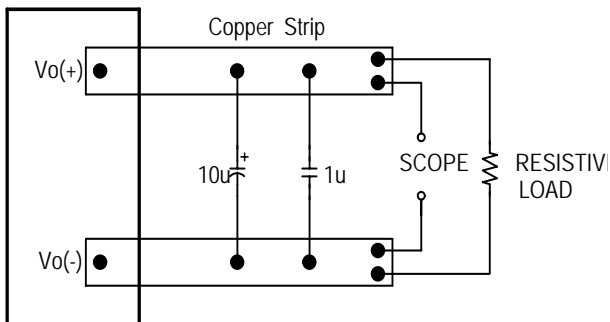 Copper Strip
Vo(+)
+
10u
1u
SCOPE
RESISTIVE
LOAD
Vo(-)